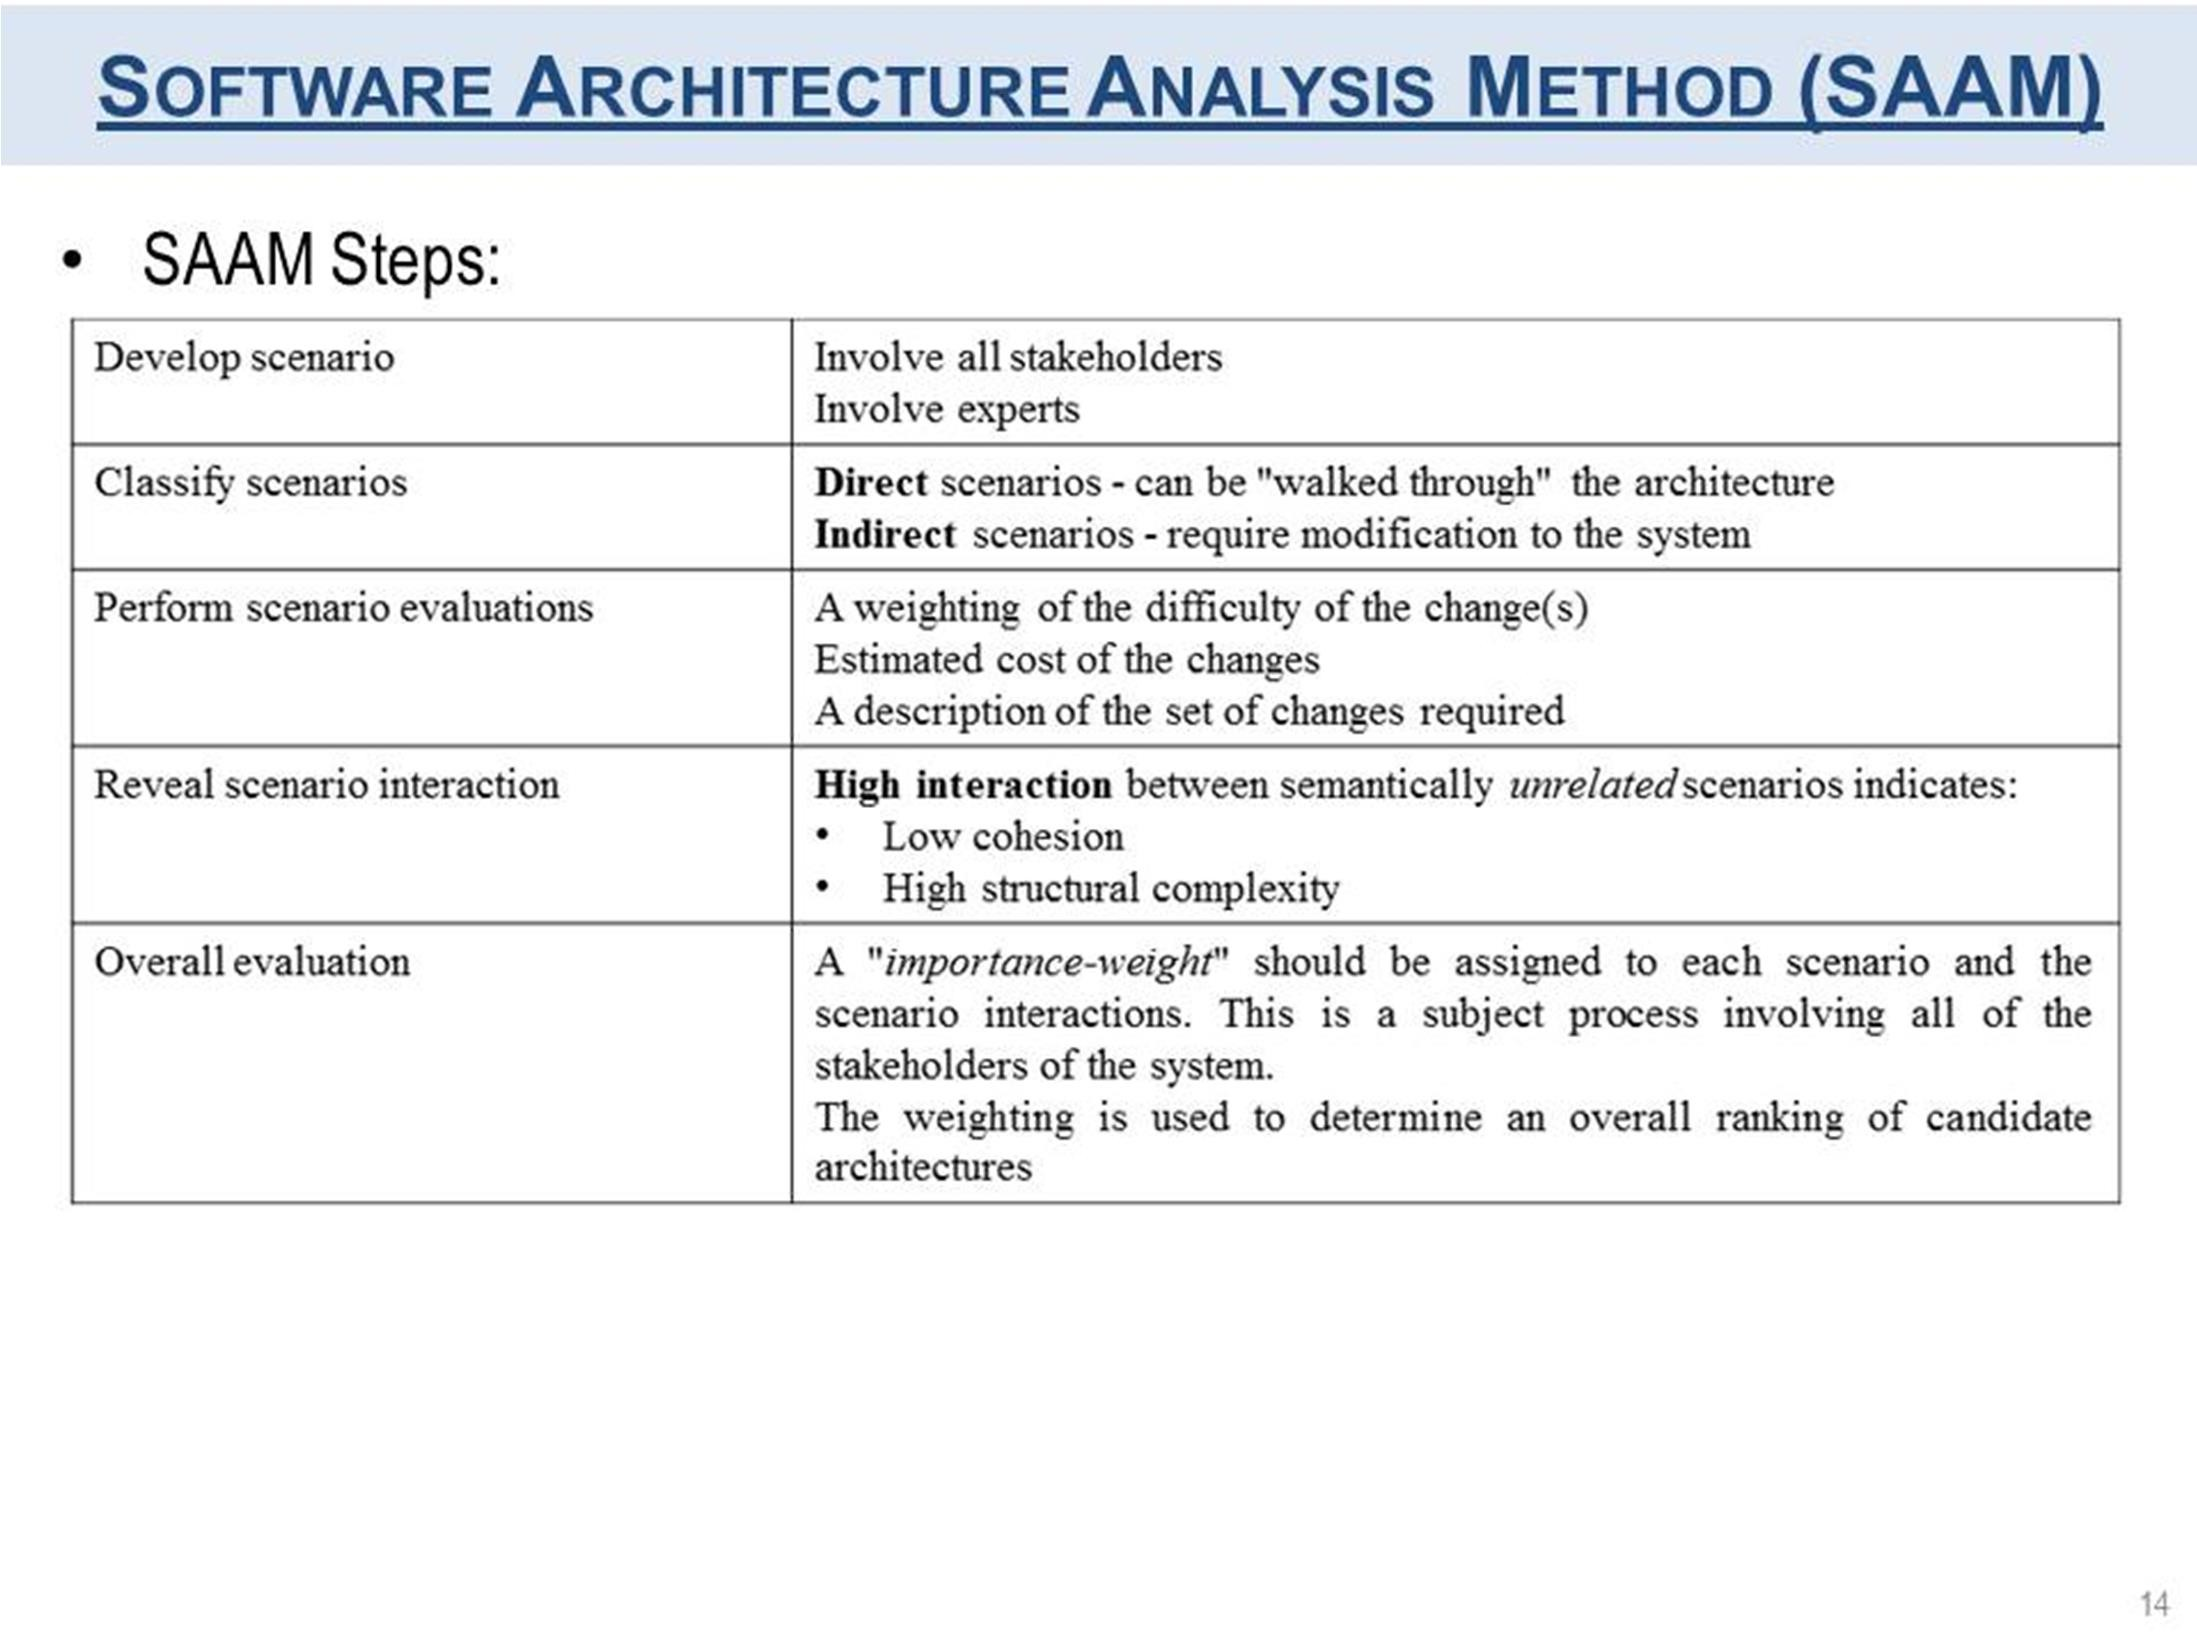 SOFTWARE ARCHITECTURE ANALYSIS METHOD (SAAM)
• SAAM Steps:
Develop scenario
Involve all stakeholders
Involve experts
Classify scenarios
Direct scenarios - can be "walked through" the architecture
Indirect scenarios - require modification to the system
Perform scenario evaluations
A weighting of the difficulty of the change(s)
Estimated cost of the changes
A description of the set of changes required
Reveal scenario interaction
High interaction between semantically unrelated scenarios indicates:
• Low cohesion
• High structural complexity
Overall evaluation
A "importance-weight" should be assigned to each scenario and the
scenario interactions. This is a subject process involving all of the
stakeholders of the system.
The weighting is used to determine an overall ranking of candidate
architectures
14